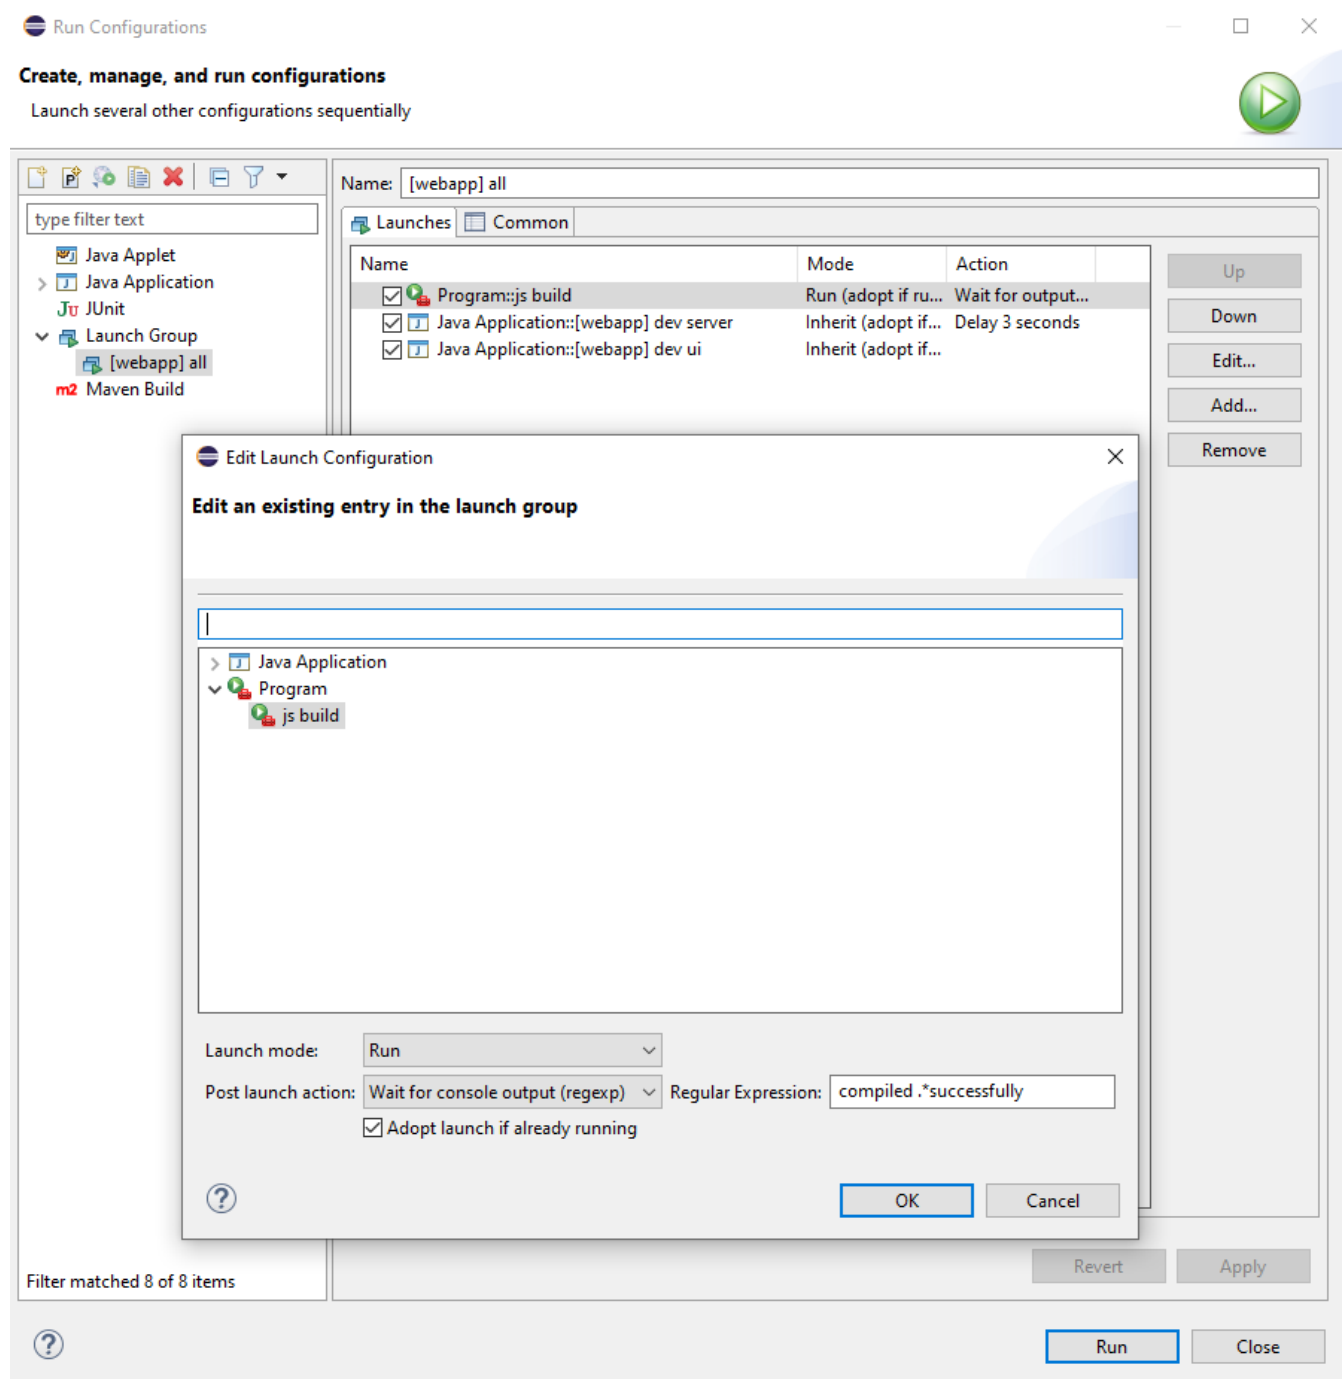 Run Configurations
Create, manage, and run configurations
Launch several other configurations sequentially
type filter text
Java Applet
Java Application
Ju JUnit
Launch Group
[webapp] all
m2 Maven Build
Filter matched 8 of 8 items
Name: [webapp] all
Launches Common
Name Mode Action
Program::js build Run (adopt if ru... Wait for output...
Java Application::[webapp] dev server Inherit (adopt if... Delay 3 seconds
Java Application::[webapp] dev ui Inherit (adopt if...
Up
Down
Edit...
Add...
Remove
Edit Launch Configuration
Edit an existing entry in the launch group
Java Application
Program
js build
Launch mode: Run
Post launch action: Wait for console output (regexp) Regular Expression: compiled .*successfully
Adopt launch if already running
OK Cancel
Revert Apply
Run Close